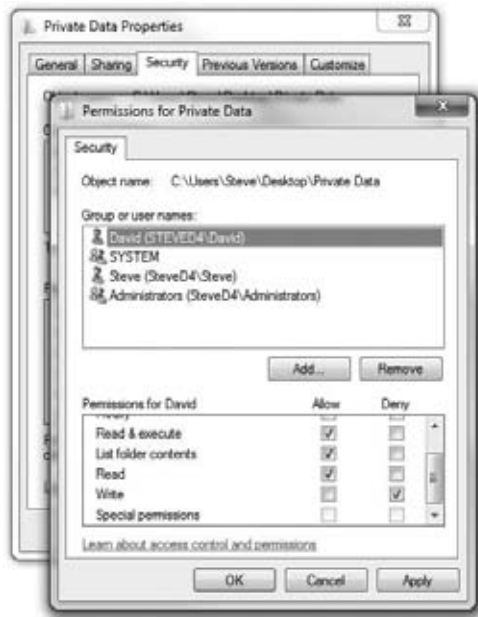 Private Data Properties
General Sharing Security Previous Versions Customize
Permissions for Private Data
Security
Object name: C:\Users\Steve\Desktop\Private Data
Group or user names:
David (STEVED4\David)
SYSTEM
Steve (SteveD4\Steve)
Administrators (SteveD4\Administrators)
Add... Remove
Permissions for David Allow Deny
Read & execute
List folder contents
Read
Write
Special permissions
Learn about access control and permissions
OK Cancel Apply